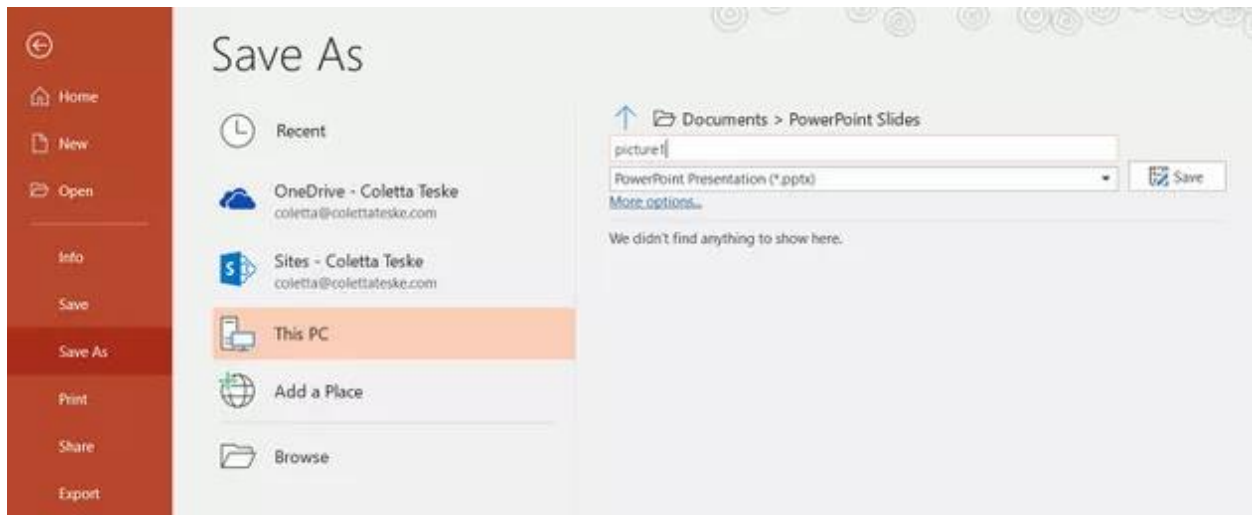 Save As
Home
New
Open
Info
Save
Save As
Print
Share
Export
Recent
OneDrive - Coletta Teske
coletta@colettateske.com
Sites - Coletta Teske
coletta@colettateske.com
This PC
Add a Place
Browse
Documents > PowerPoint Slides
picture1
PowerPoint Presentation (*.pptx)
Save
More options...
We didn't find anything to show here.